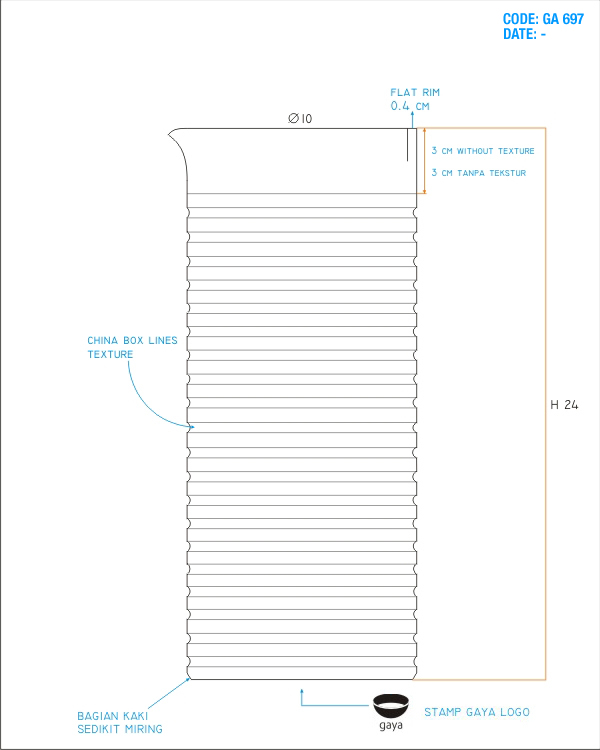 CODE: GA 697
DATE: -
FLAT RIM
0.4 CM
Ø10
3 CM WITHOUT TEXTURE
3 CM TANPA TEKSTUR
CHINA BOX LINES
TEXTURE
H 24
BAGIAN KAKI
SEDIKIT MIRING
STAMP GAYA LOGO
gaya